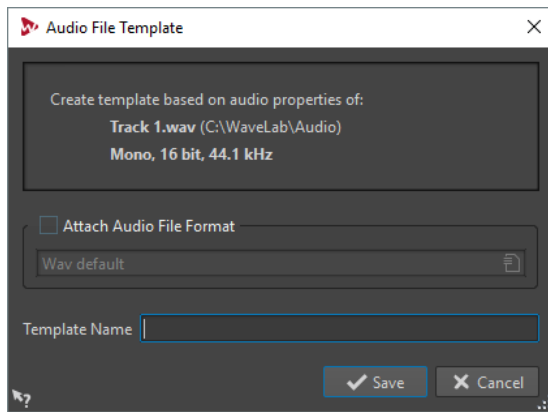 Audio File Template
Create template based on audio properties of:
Track 1.wav (C:\WaveLab\Audio)
Mono, 16 bit, 44.1 kHz
Attach Audio File Format
Wav default
Template Name
Save Cancel